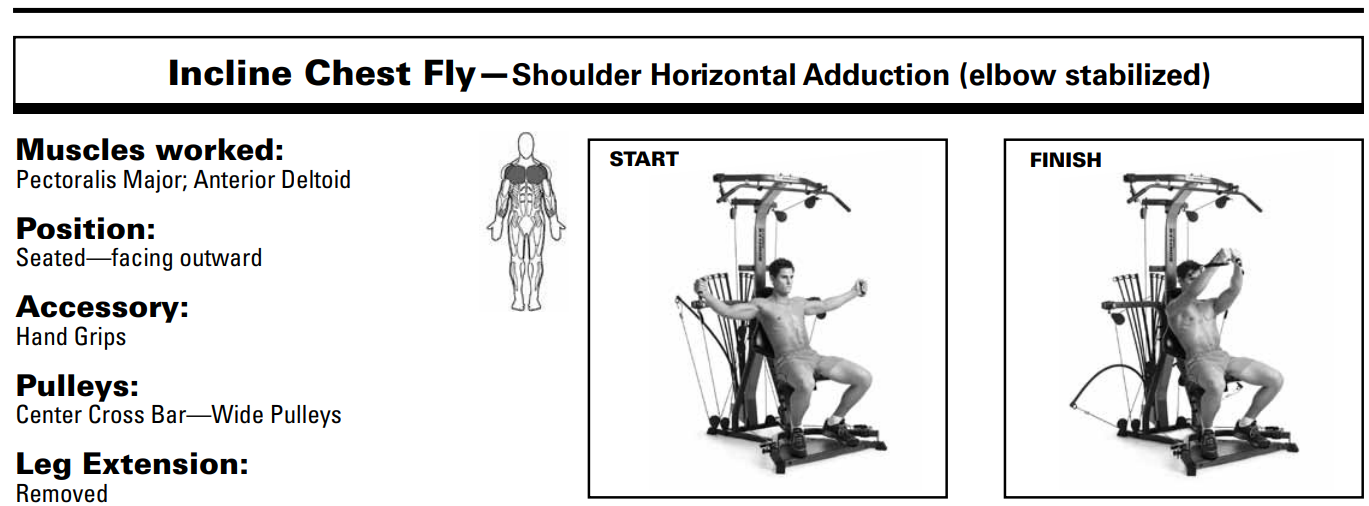 Incline Chest Fly—Shoulder Horizontal Adduction (elbow stabilized)
Muscles worked:
Pectoralis Major; Anterior Deltoid
Position:
Seated—facing outward
Accessory:
Hand Grips
Pulleys:
Center Cross Bar—Wide Pulleys
Leg Extension:
Removed
START
FINISH